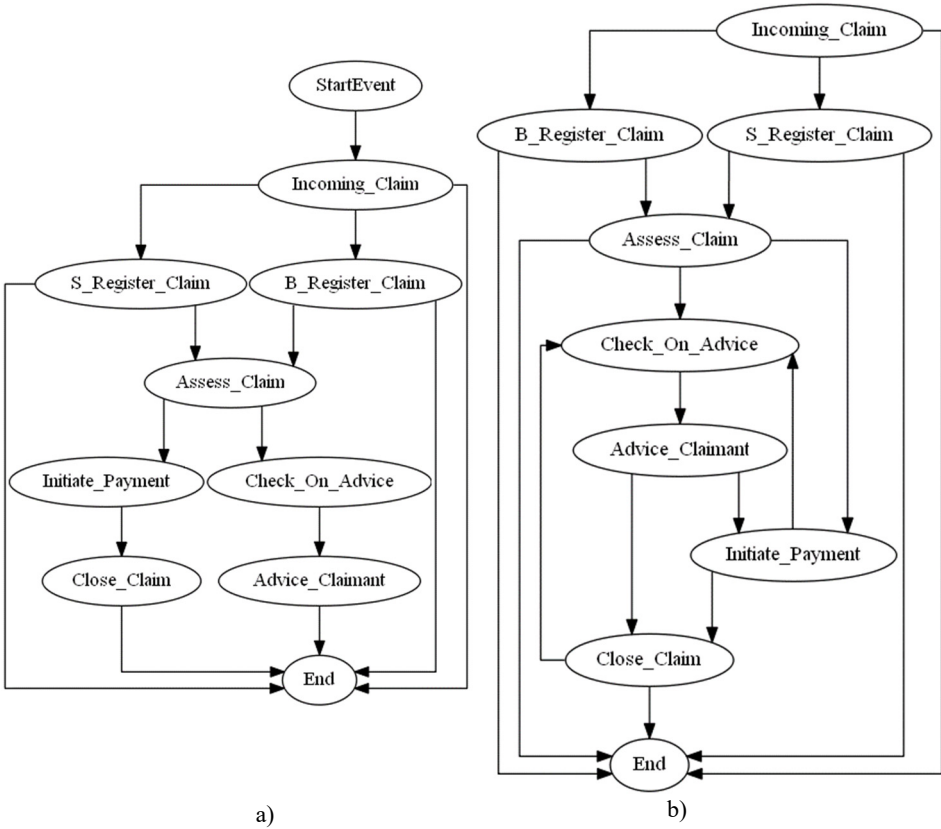 StartEvent
Incoming_Claim
S_Register_Claim
B_Register_Claim
Assess_Claim
Initiate_Payment
Check_On_Advice
Close_Claim
Advice_Claimant
End
a)
Incoming_Claim
B_Register_Claim
S_Register_Claim
Assess_Claim
Check_On_Advice
Advice_Claimant
Initiate_Payment
Close_Claim
End
b)